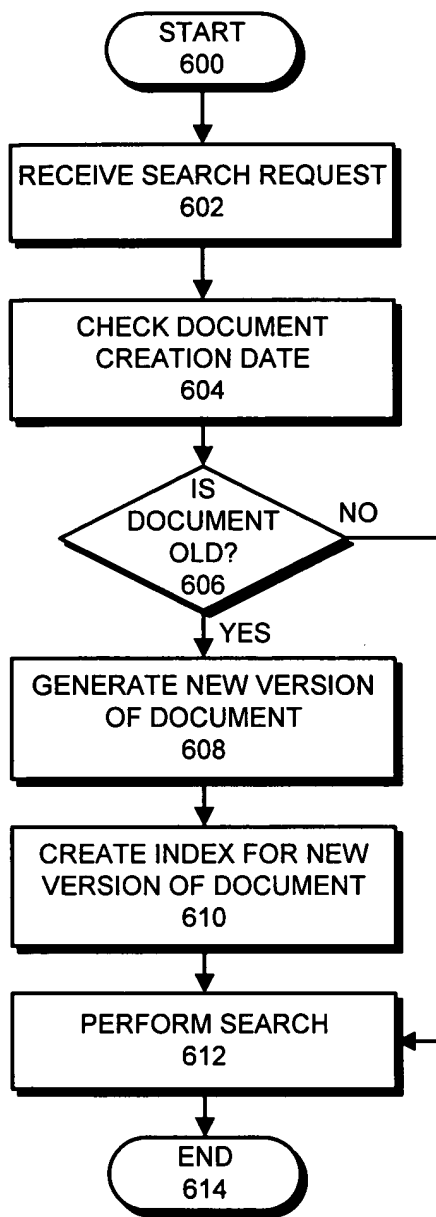 START
600
RECEIVE SEARCH REQUEST
602
CHECK DOCUMENT
CREATION DATE
604
IS
DOCUMENT
OLD?
606
NO
YES
GENERATE NEW VERSION
OF DOCUMENT
608
CREATE INDEX FOR NEW
VERSION OF DOCUMENT
610
PERFORM SEARCH
612
END
614